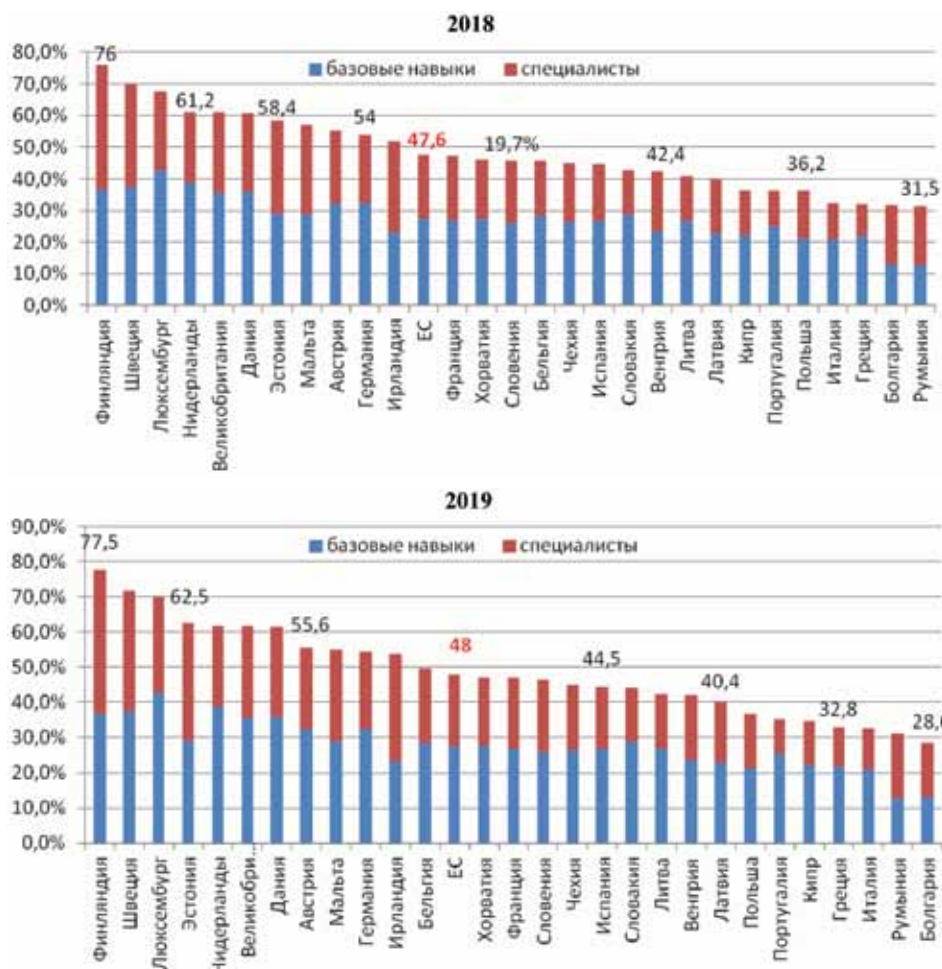 2018
80,0%
70,0%
60,0%
50,0%
40,0%
30,0%
20,0%
10,0%
0,0%
базовые навыки специалисты
76
61,2
58,4
54
47,6
19,7%
42,4
36,2
31,5
Финляндия
Швеция
Люксембург
Нидерланды
Великобритания
Дания
Эстония
Мальта
Австрия
Германия
Ирландия
ЕС
Франция
Хорватия
Словения
Бельгия
Чехия
Испания
Словакия
Венгрия
Литва
Латвия
Кипр
Португалия
Польша
Италия
Греция
Болгария
Румыния
2019
90,0%
80,0%
70,0%
60,0%
50,0%
40,0%
30,0%
20,0%
10,0%
0,0%
базовые навыки специалисты
77,5
62,5
55,6
48
44,5
40,4
32,8
Финляндия
Швеция
Люксембург
Эстония
Нидерланды
Великобри...
Дания
Австрия
Мальта
Германия
Ирландия
Бельгия
ЕС
Хорватия
Франция
Словения
Чехия
Испания
Словакия
Литва
Венгрия
Латвия
Польша
Португалия
Кипр
Греция
Италия
Румыния
Болгария